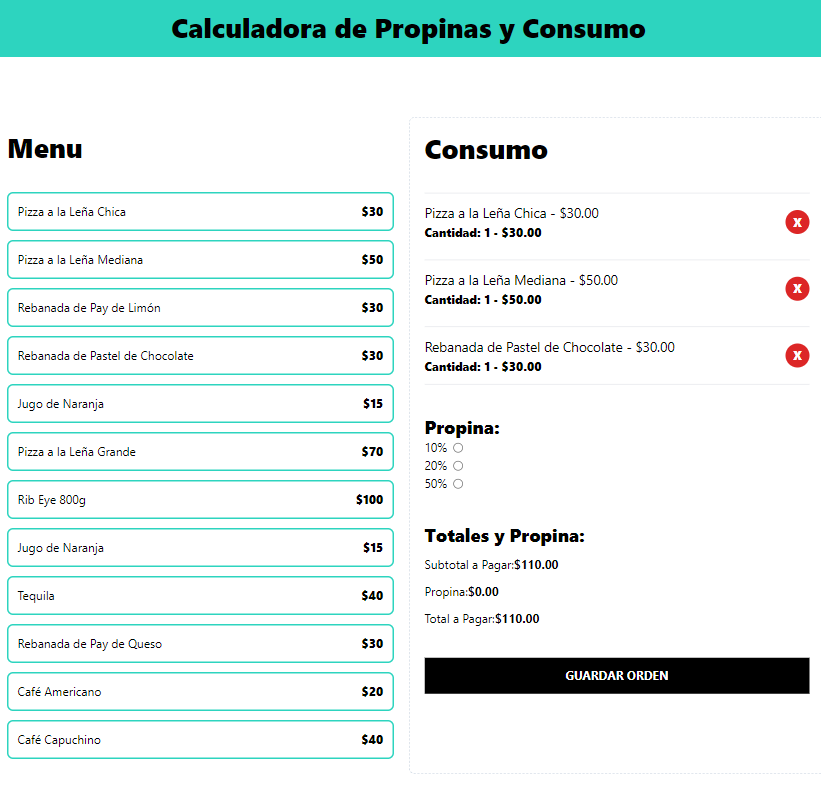 Calculadora de Propinas y Consumo
Menu
Pizza a la Leña Chica $30
Pizza a la Leña Mediana $50
Rebanada de Pay de Limón $30
Rebanada de Pastel de Chocolate $30
Jugo de Naranja $15
Pizza a la Leña Grande $70
Rib Eye 800g $100
Jugo de Naranja $15
Tequila $40
Rebanada de Pay de Queso $30
Café Americano $20
Café Capuchino $40
Consumo
Pizza a la Leña Chica - $30.00
Cantidad: 1 - $30.00
X
Pizza a la Leña Mediana - $50.00
Cantidad: 1 - $50.00
X
Rebanada de Pastel de Chocolate - $30.00
Cantidad: 1 - $30.00
X
Propina:
10%
20%
50%
Totales y Propina:
Subtotal a Pagar:$110.00
Propina:$0.00
Total a Pagar:$110.00
GUARDAR ORDEN